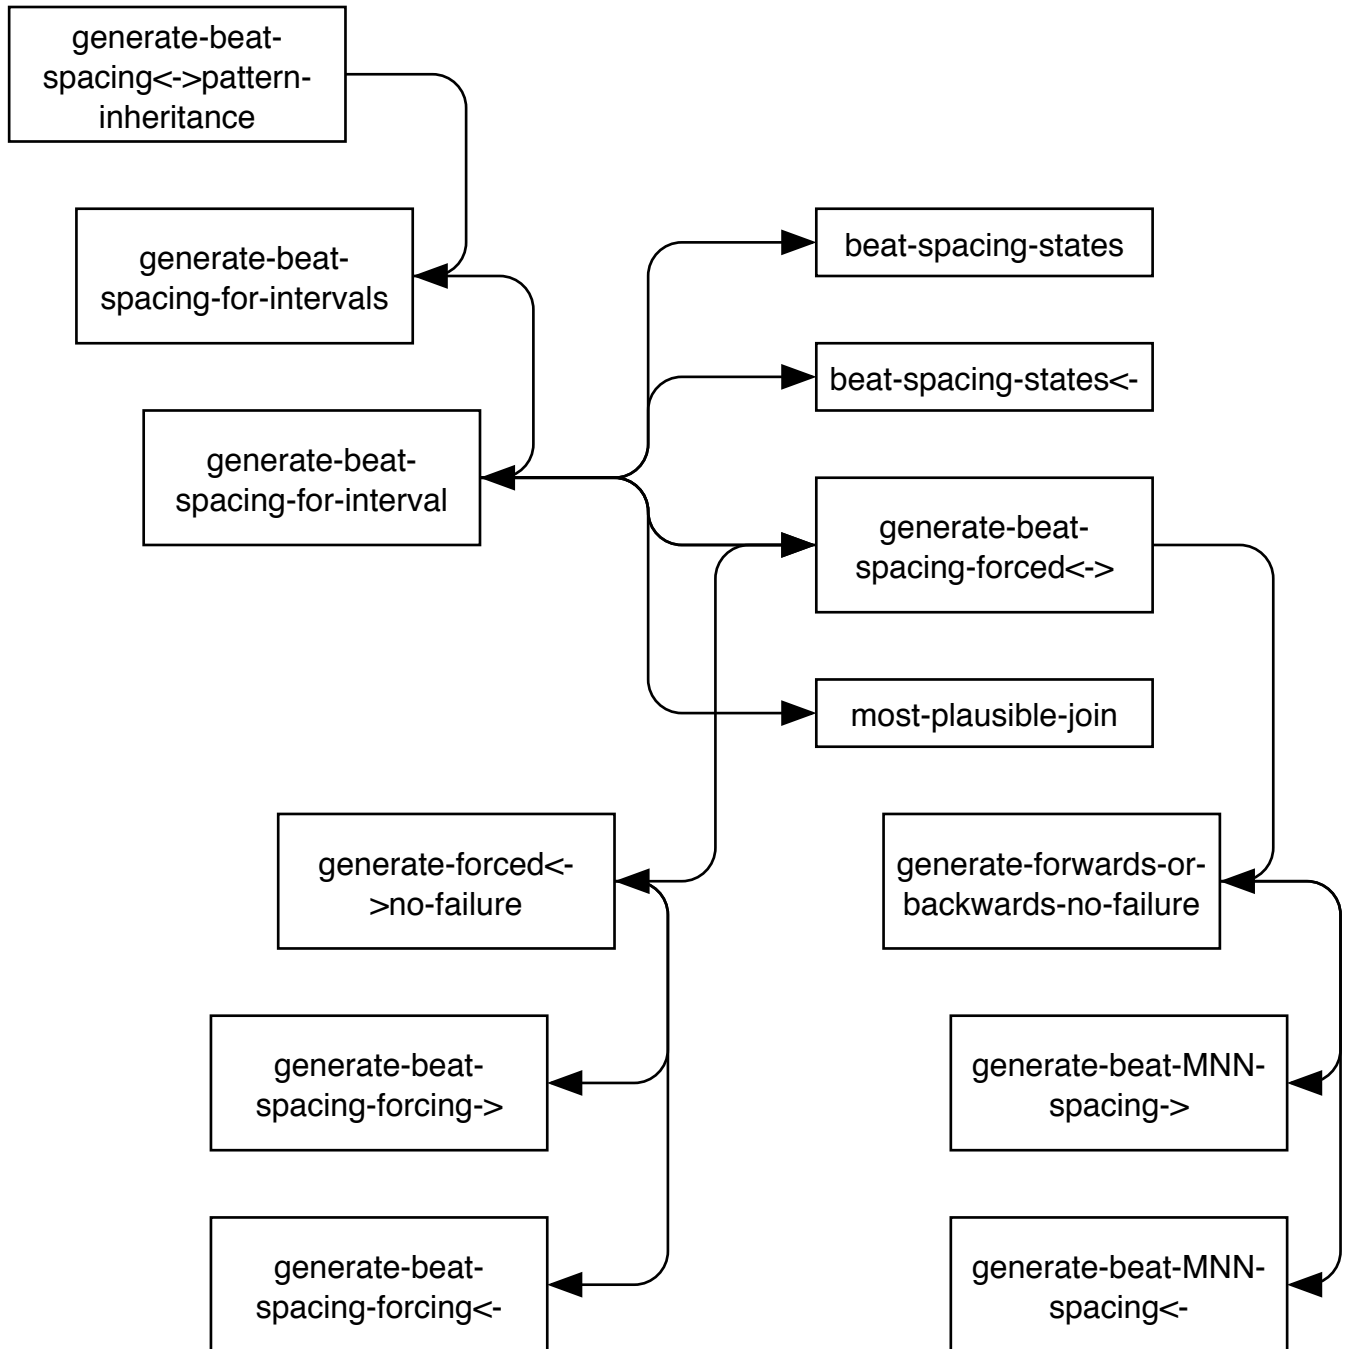 generate-beat-
spacing<->pattern-
inheritance
generate-beat-
spacing-for-intervals
beat-spacing-states
beat-spacing-states<-
generate-beat-
spacing-for-interval
generate-beat-
spacing-forced<->
most-plausible-join
generate-forced<-
>no-failure
generate-forwards-or-
backwards-no-failure
generate-beat-
spacing-forcing->
generate-beat-MNN-
spacing->
generate-beat-
spacing-forcing<-
generate-beat-MNN-
spacing<-